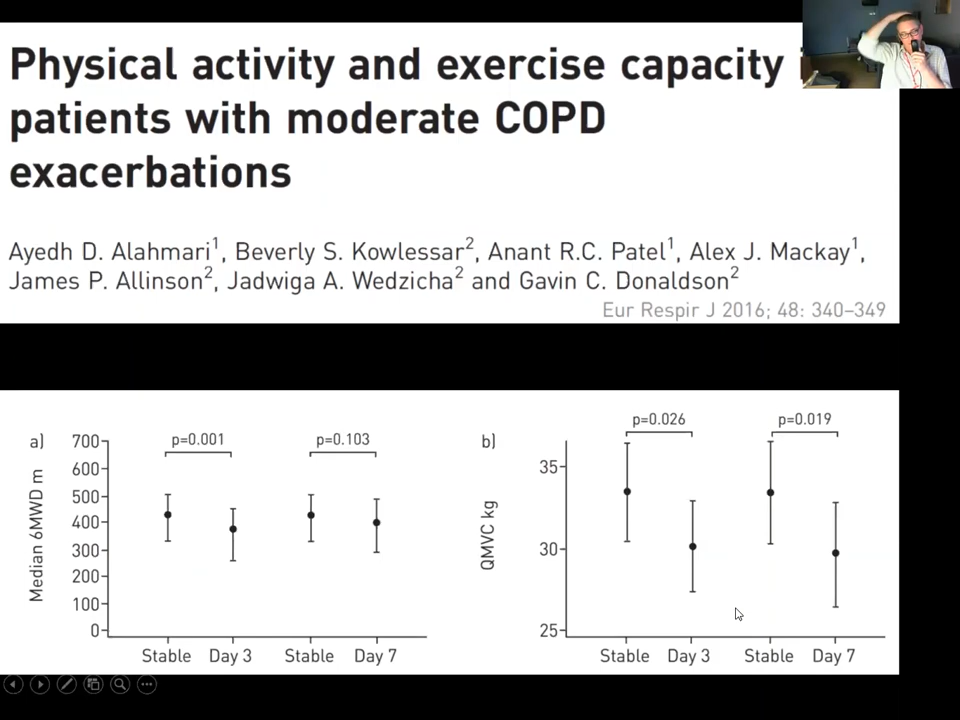 Physical activity and exercise capacity
patients with moderate COPD
exacerbations
Ayedh D. Alahmari1, Beverly S. Kowlessar2, Anant R.C. Patel1, Alex J. Mackay1,
James P. Allinson2, Jadwiga A. Wedzicha2 and Gavin C. Donaldson2
Eur Respir J 2016; 48: 340–349
a)
Median 6MWD m
700
600
500
400
300
200
100
0
p=0.001
p=0.103
Stable Day 3 Stable Day 7
b)
QMVC kg
35
30
25
p=0.026
p=0.019
Stable Day 3 Stable Day 7